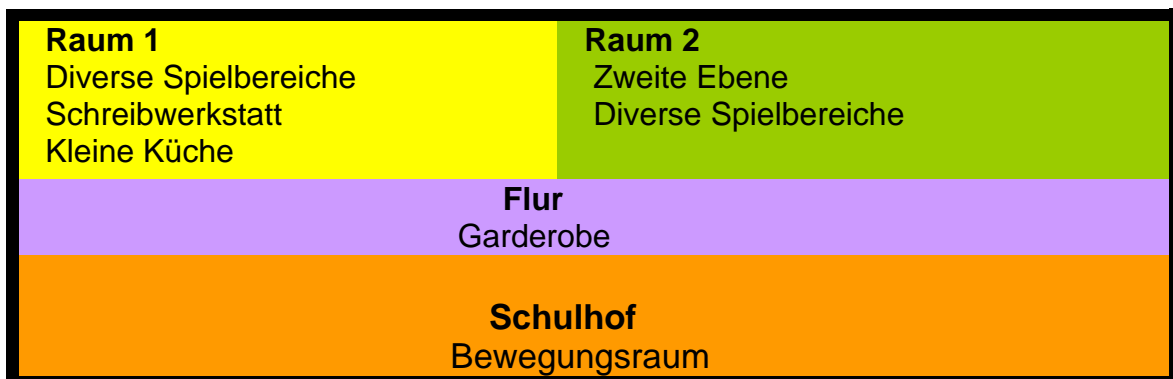 Raum 1
Diverse Spielbereiche
Schreibwerkstatt
Kleine Küche
Raum 2
Zweite Ebene
Diverse Spielbereiche
Flur
Garderobe
Schulhof
Bewegungsraum